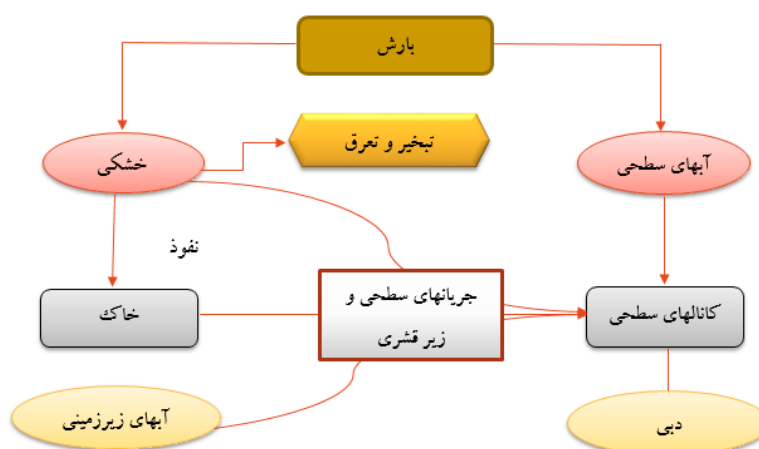 بارش
تبخیر و تعرق
خشکی
آبهای سطحی
نفوذ
جریانهای سطحی و
زیر قشری
خاک
کانالهای سطحی
آبهای زیرزمینی
دبی